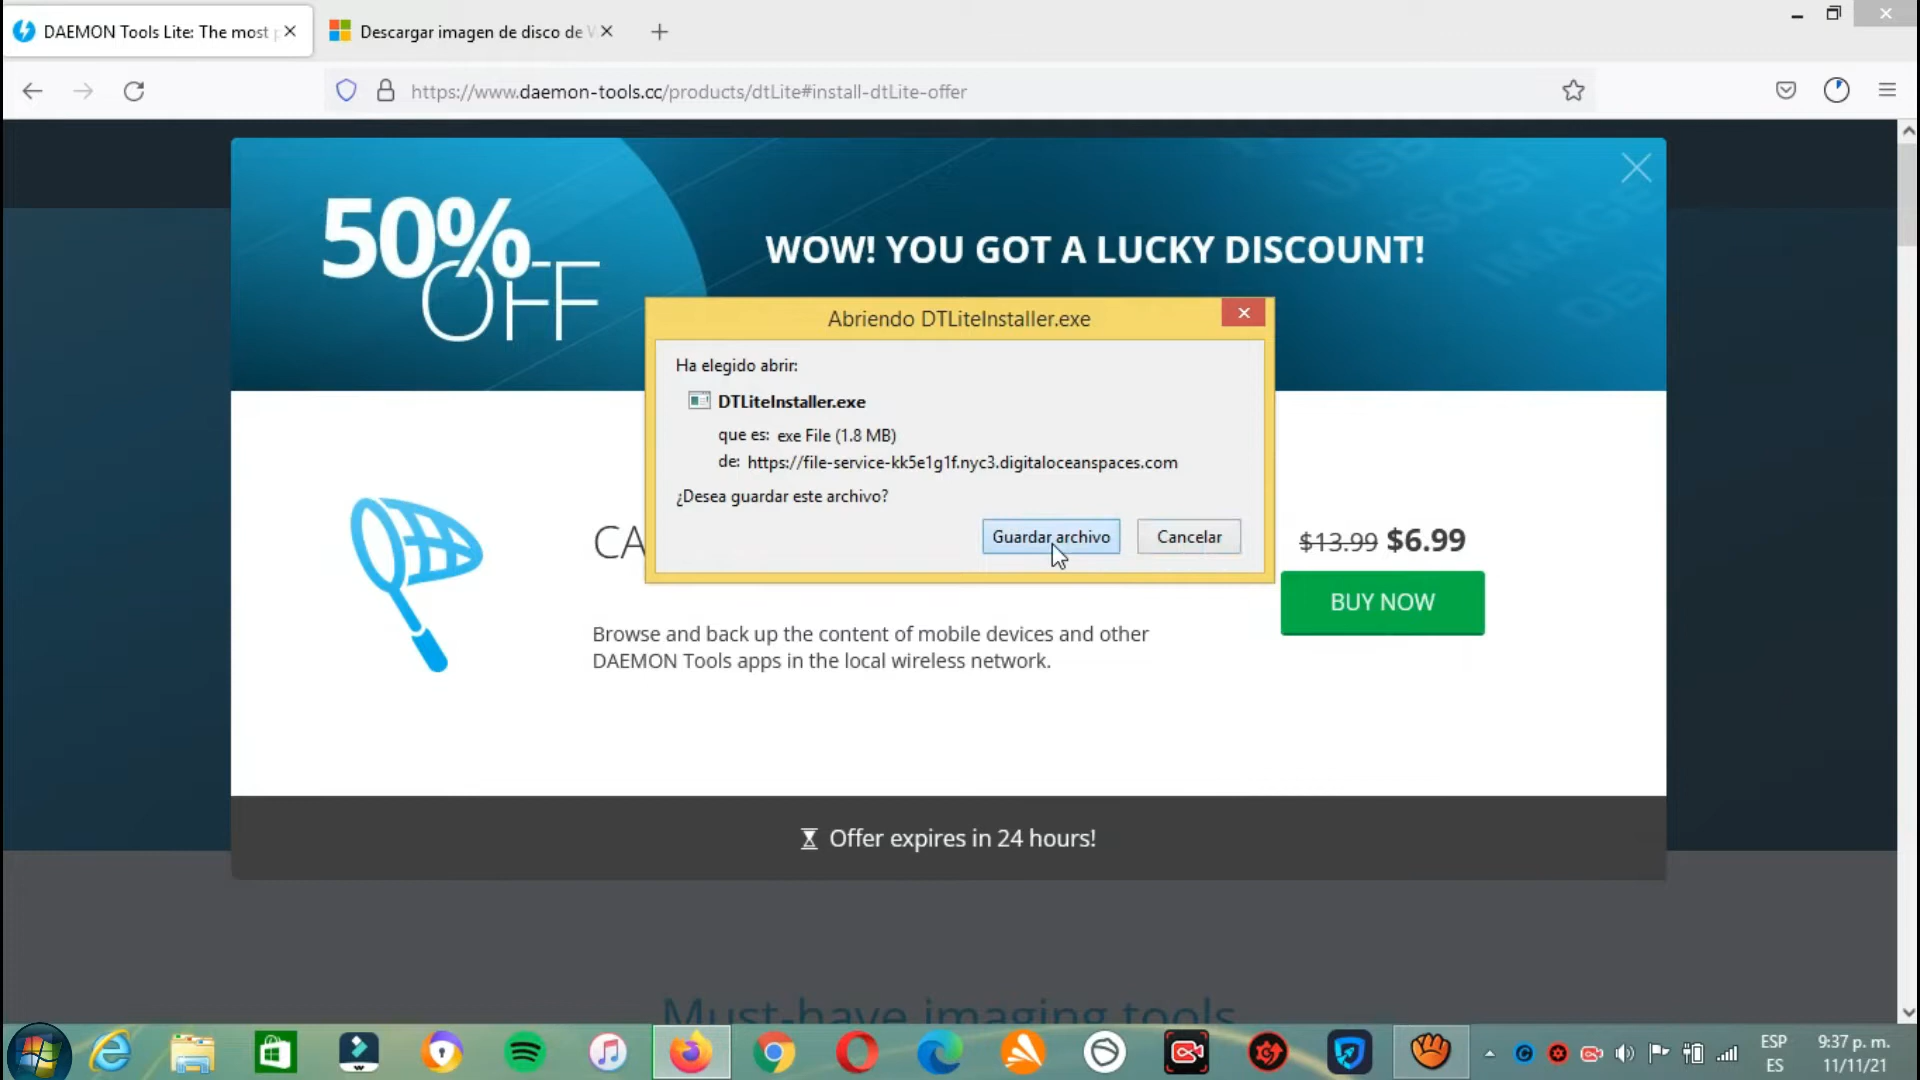 DAEMON Tools Lite: The most
Descargar imagen de disco de
https://www.daemon-tools.cc/products/dtLite#install-dtLite-offer
50%
OFF
WOW! YOU GOT A LUCKY DISCOUNT!
Abriendo DTLiteInstaller.exe
Ha elegido abrir:
DTLiteInstaller.exe
que es: exe File (1.8 MB)
de: https://file-service-kk5e1g1f.nyc3.digitaloceanspaces.com
¿Desea guardar este archivo?
Guardar archivo
Cancelar
CA
$13.99 $6.99
BUY NOW
Browse and back up the content of mobile devices and other
DAEMON Tools apps in the local wireless network.
Offer expires in 24 hours!
Must-have imaging tools
ESP
ES
9:37 p. m.
11/11/21